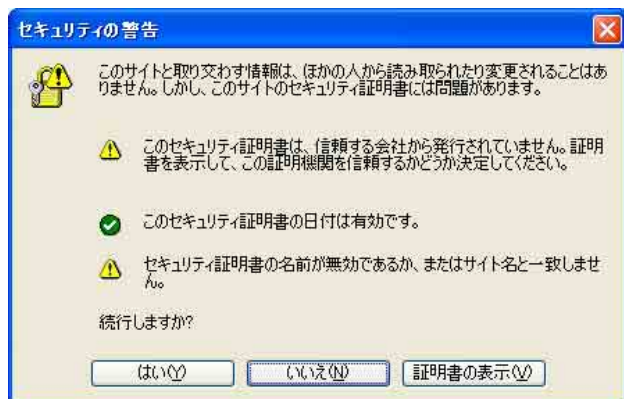 セキュリティの警告
このサイトと取り交わす情報は、ほかの人から読み取られたり変更されることはあ
りません。しかし、このサイトのセキュリティ証明書には問題があります。
このセキュリティ証明書は、信頼する会社から発行されていません。証明
書を表示して、この証明機関を信頼するかどうか決定してください。
このセキュリティ証明書の日付は有効です。
セキュリティ証明書の名前が無効であるか、またはサイト名と一致しませ
ん。
続行しますか?
はい(Y) いいえ(N) 証明書の表示(V)